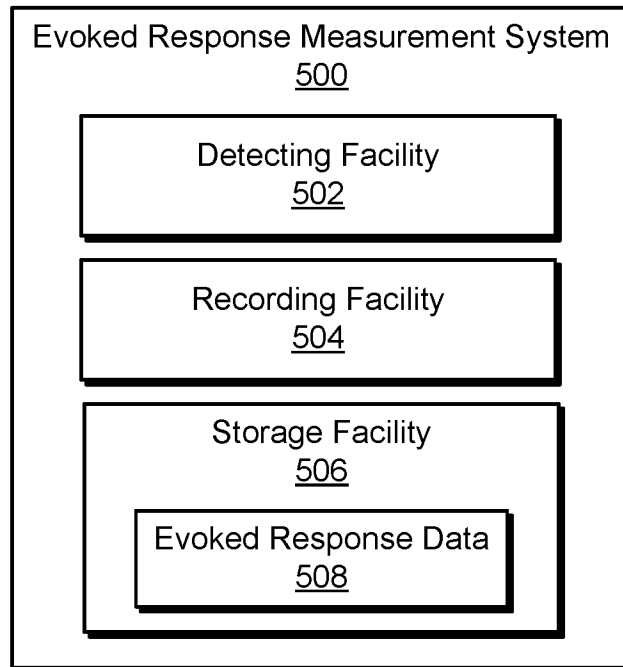 Evoked Response Measurement System
500
Detecting Facility
502
Recording Facility
504
Storage Facility
506
Evoked Response Data
508